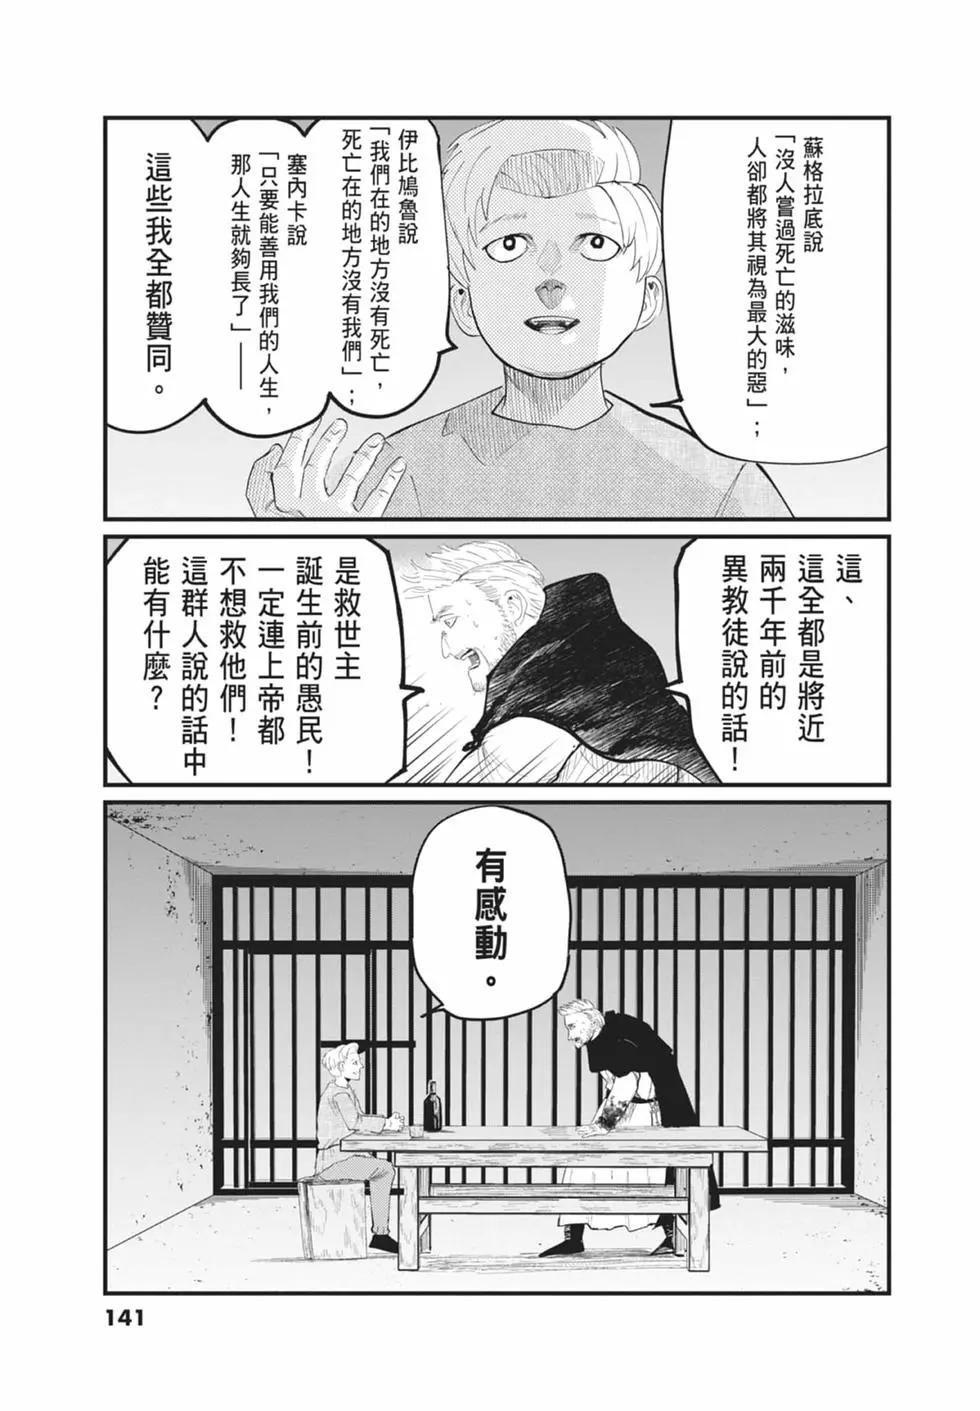 蘇格拉底說
「沒人嘗過死亡的滋味，
人卻都將其視為最大的惡」；
伊比鳩魯說
「我們在的地方沒有死亡，
死亡在的地方沒有我們」；
塞內卡說
「只要能善用我們的人生，
那人生就夠長了」——
這些我全都贊同。
這、
這全都是將近
兩千年前的
異教徒說的話！
是救世主
誕生前的愚民！
一定連上帝都
不想救他們！
這群人說的話中
能有什麼？
有感動。
141